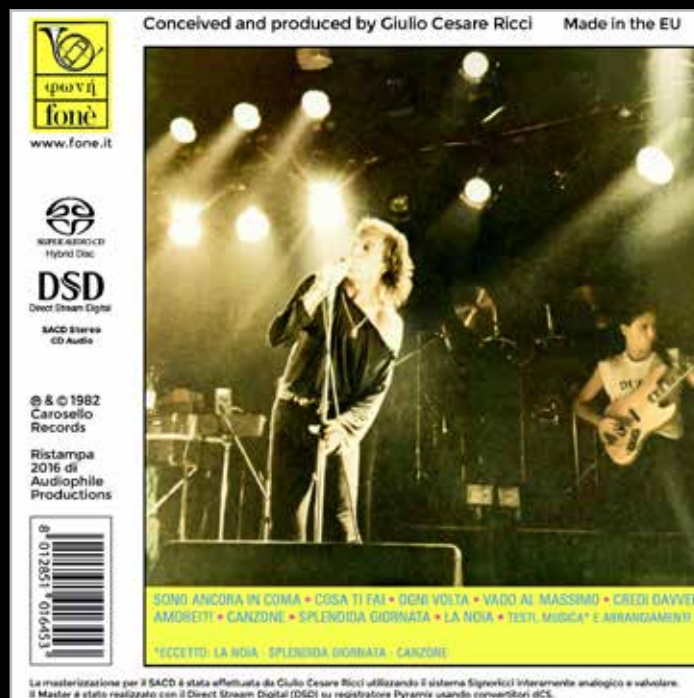 Conceived and produced by Giulio Cesare Ricci Made in the EU
φωνή
fonè
www.fone.it
SUPER AUDIO CD
Hybrid Disc
DSD
Direct Stream Digital
SACD Stereo
CD Audio
℗ & © 1982
Carosello
Records
Ristampa
2016 di
Audiophile
Productions
8 012851 016453
SONO ANCORA IN COMA • COSA TI FAI • OGNI VOLTA • VADO AL MASSIMO • CREDI DAVVE
AMORE!?! • CANZONE • SPLENDIDA GIORNATA • LA NOIA • TESTI, MUSICA* E ARRANGIAMENTI
*ECCETTO: LA NOIA - SPLENDIDA GIORNATA - CANZONE
La masterizzazione per il SACD è stata effettuata da Giulio Cesare Ricci utilizzando il sistema Signoricci interamente analogico e valvolare.
Il Master è stato realizzato con il Direct Stream Digital (DSD) su registratore Pyramix usando convertitori dCS.